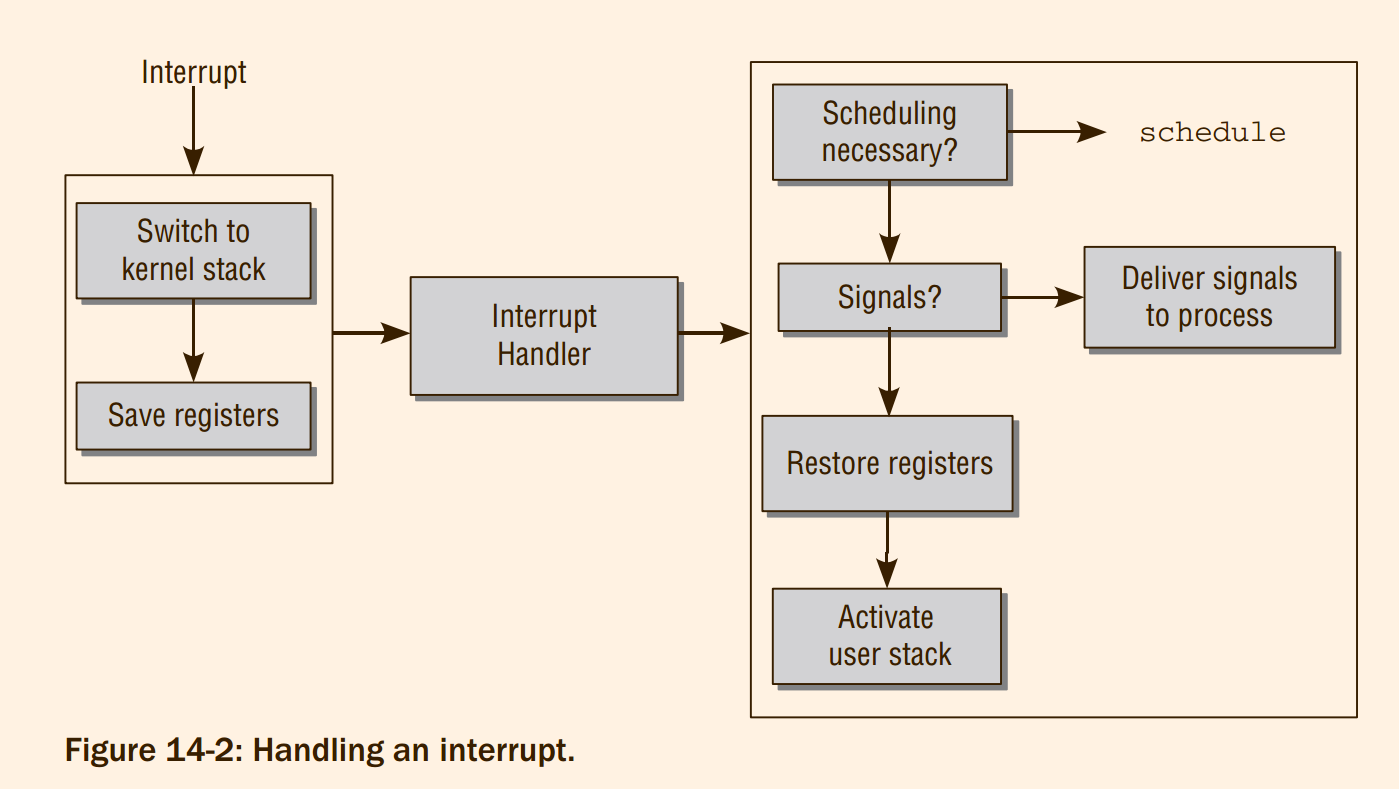 Interrupt
Switch to
kernel stack
Save registers
Interrupt
Handler
Scheduling
necessary?
schedule
Signals?
Deliver signals
to process
Restore registers
Activate
user stack
Figure 14-2: Handling an interrupt.